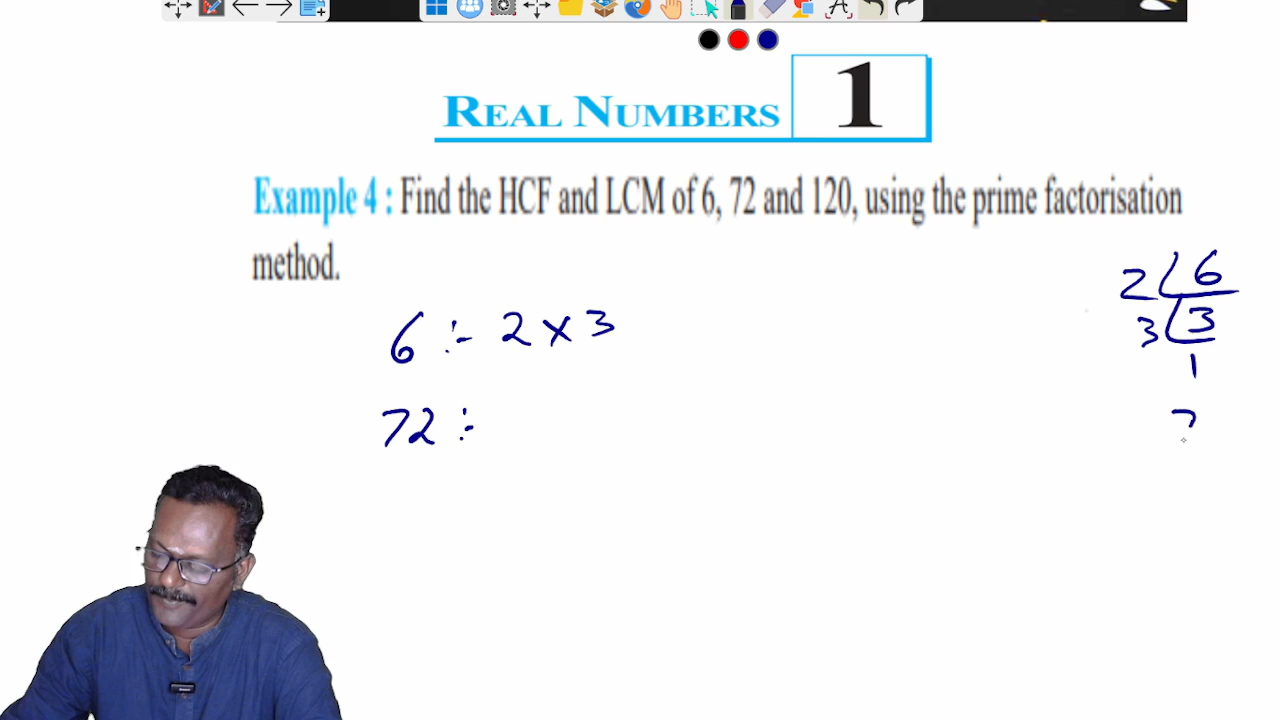 REAL NUMBERS 1
Example 4 : Find the HCF and LCM of 6, 72 and 120, using the prime factorisation
method.
6 :- 2 × 3
72 :-
2 6
3 3
1
7